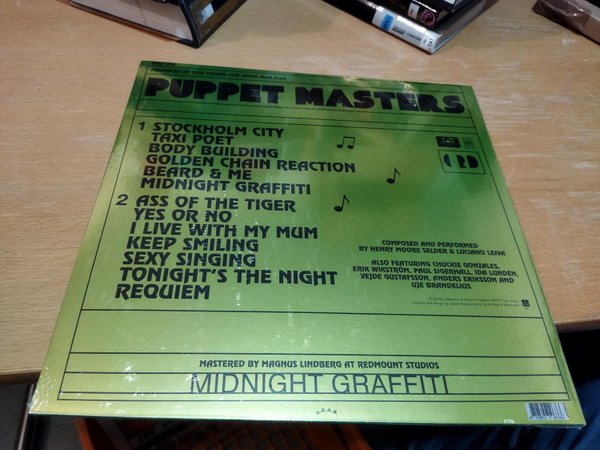 PUPPET MASTERS
1 STOCKHOLM CITY
TAXI POET
BODY BUILDING
GOLDEN CHAIN REACTION
BEARD & ME
MIDNIGHT GRAFFITI
2 ASS OF THE TIGER
YES OR NO
I LIVE WITH MY MUM
KEEP SMILING
SEXY SINGING
TONIGHT'S THE NIGHT
REQUIEM
COMPOSED AND PERFORMED
BY HENRY MOORE SELDER & LUCIANO LEIVA
ALSO FEATURING CHUCKIE GONZALES,
ERIK WIKSTRÖM, PAUL SIGERHALL, IDA LUNDÉN,
VEJDE GUSTAFSSON, ANDERS ERIKSSON AND
UJE BRANDELIUS
MASTERED BY MAGNUS LINDBERG AT REDMOUNT STUDIOS
MIDNIGHT GRAFFITI